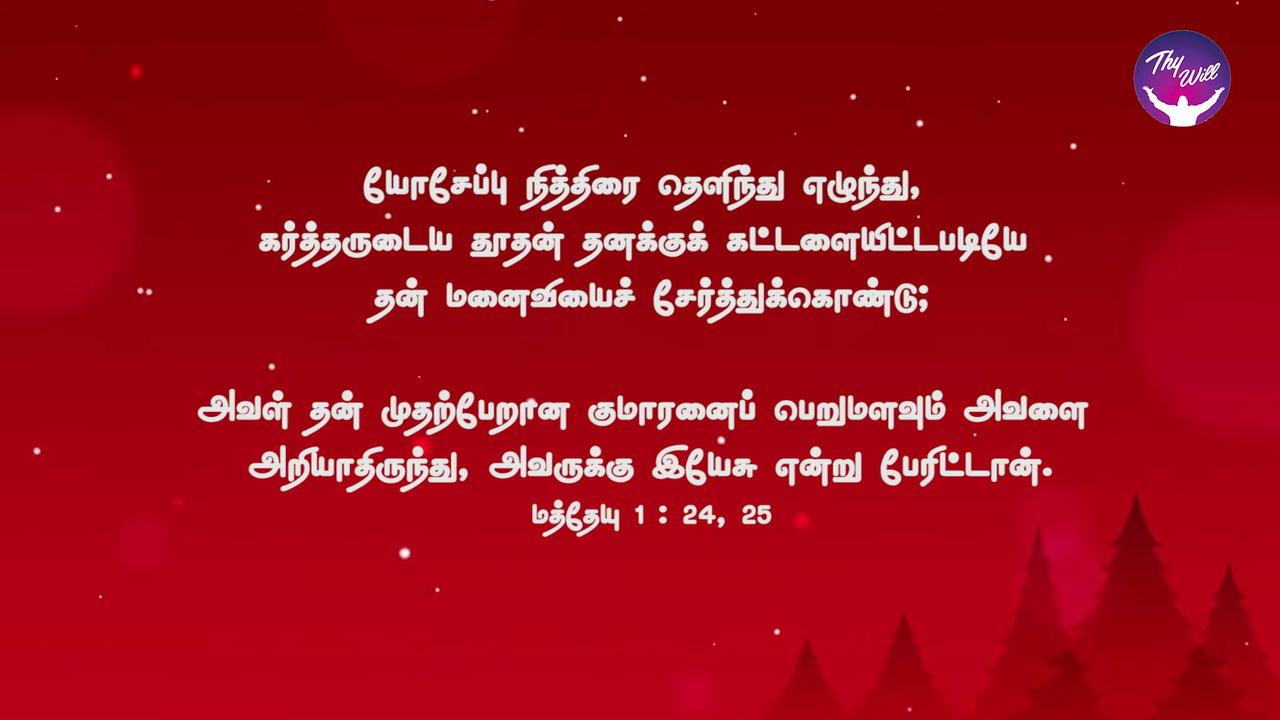 Thy Will
யோசேப்பு நித்திரை தெளிந்து எழுந்து,
கர்த்தருடைய தூதன் தனக்குக் கட்டளையிட்டபடியே
தன் மனைவியைச் சேர்த்துக்கொண்டு;
அவள் தன் முதற்பேறான குமாரனைப் பெறுமளவும் அவளை
அறியாதிருந்து, அவருக்கு இயேசு என்று பேரிட்டான்.
மத்தேயு 1 : 24, 25